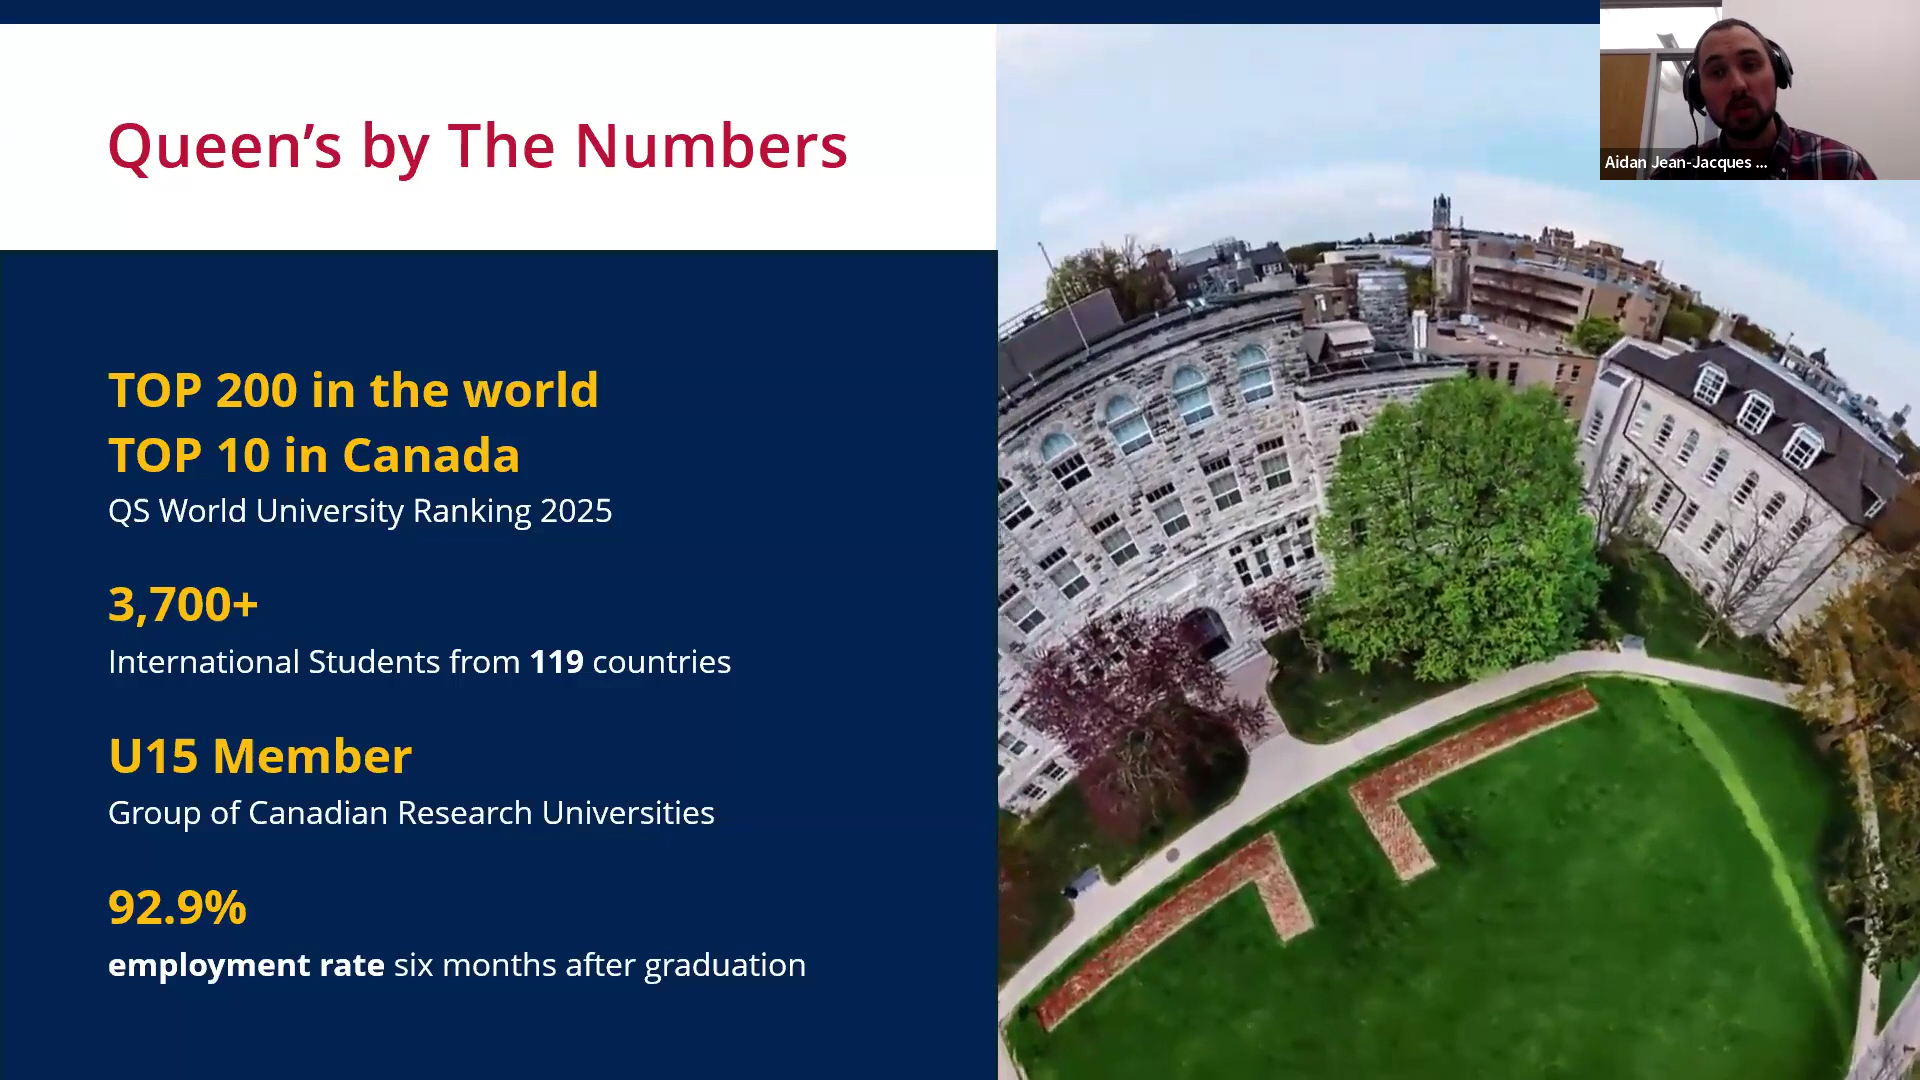 Queen’s by The Numbers
TOP 200 in the world
TOP 10 in Canada
QS World University Ranking 2025
3,700+
International Students from 119 countries
U15 Member
Group of Canadian Research Universities
92.9%
employment rate six months after graduation
Aidan Jean-Jacques ...